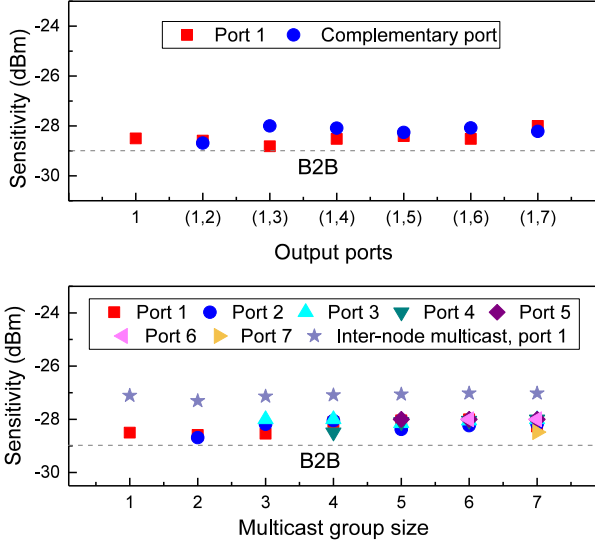 -24
-26
-28
-30
Sensitivity (dBm)
Port 1 Complementary port
B2B
1 (1,2) (1,3) (1,4) (1,5) (1,6) (1,7)
Output ports
-24
-26
-28
-30
Sensitivity (dBm)
Port 1 Port 2 Port 3 Port 4 Port 5
Port 6 Port 7 Inter-node multicast, port 1
B2B
1 2 3 4 5 6 7
Multicast group size